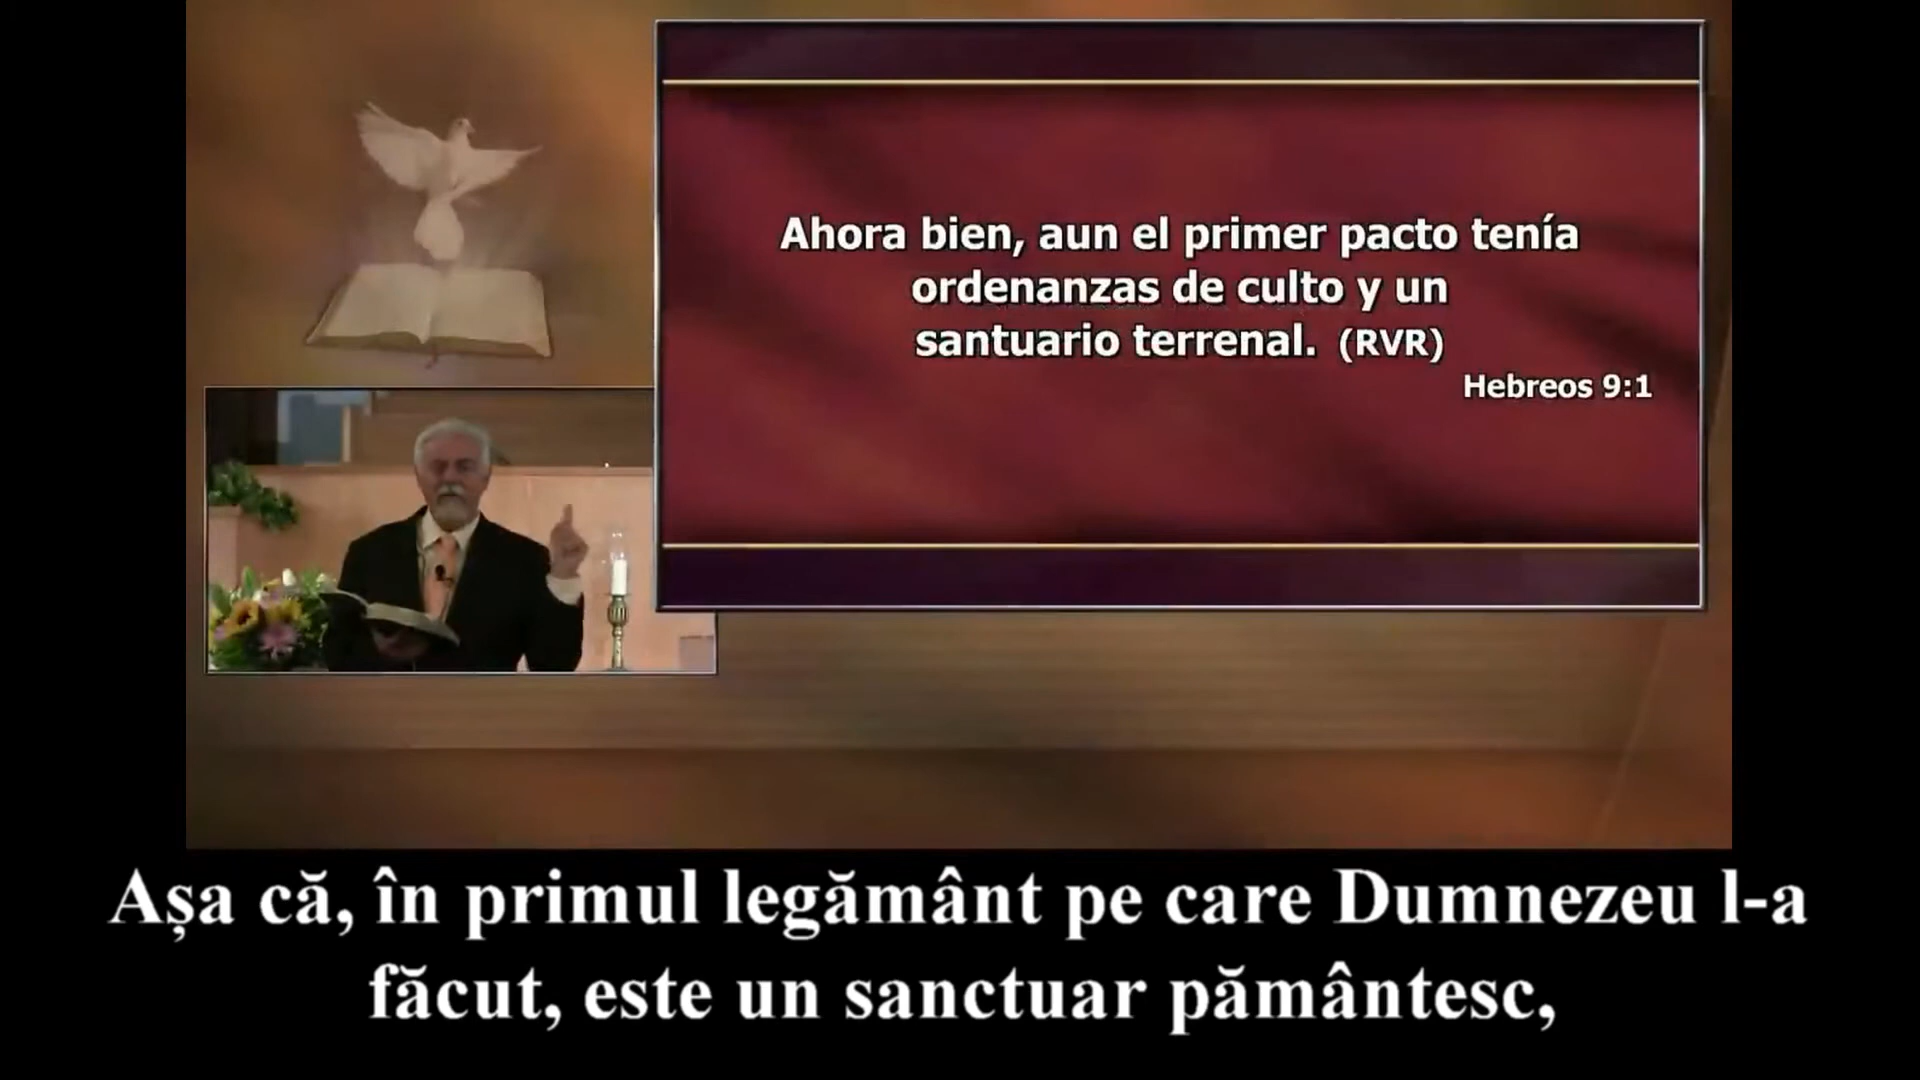 Ahora bien, aun el primer pacto tenía
ordenanzas de culto y un
santuario terrenal. (RVR)
Hebreos 9:1
Așa că, în primul legământ pe care Dumnezeu l-a
făcut, este un sanctuar pământesc,